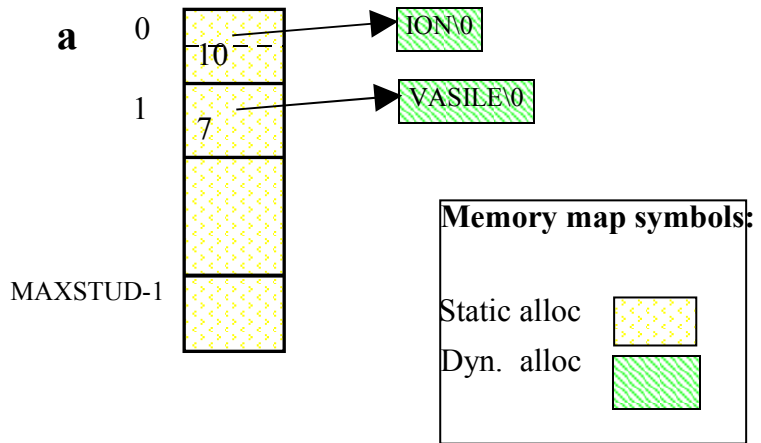 a
0
10
ION\0
1
7
VASILE\0
MAXSTUD-1
Memory map symbols:
Static alloc
Dyn. alloc